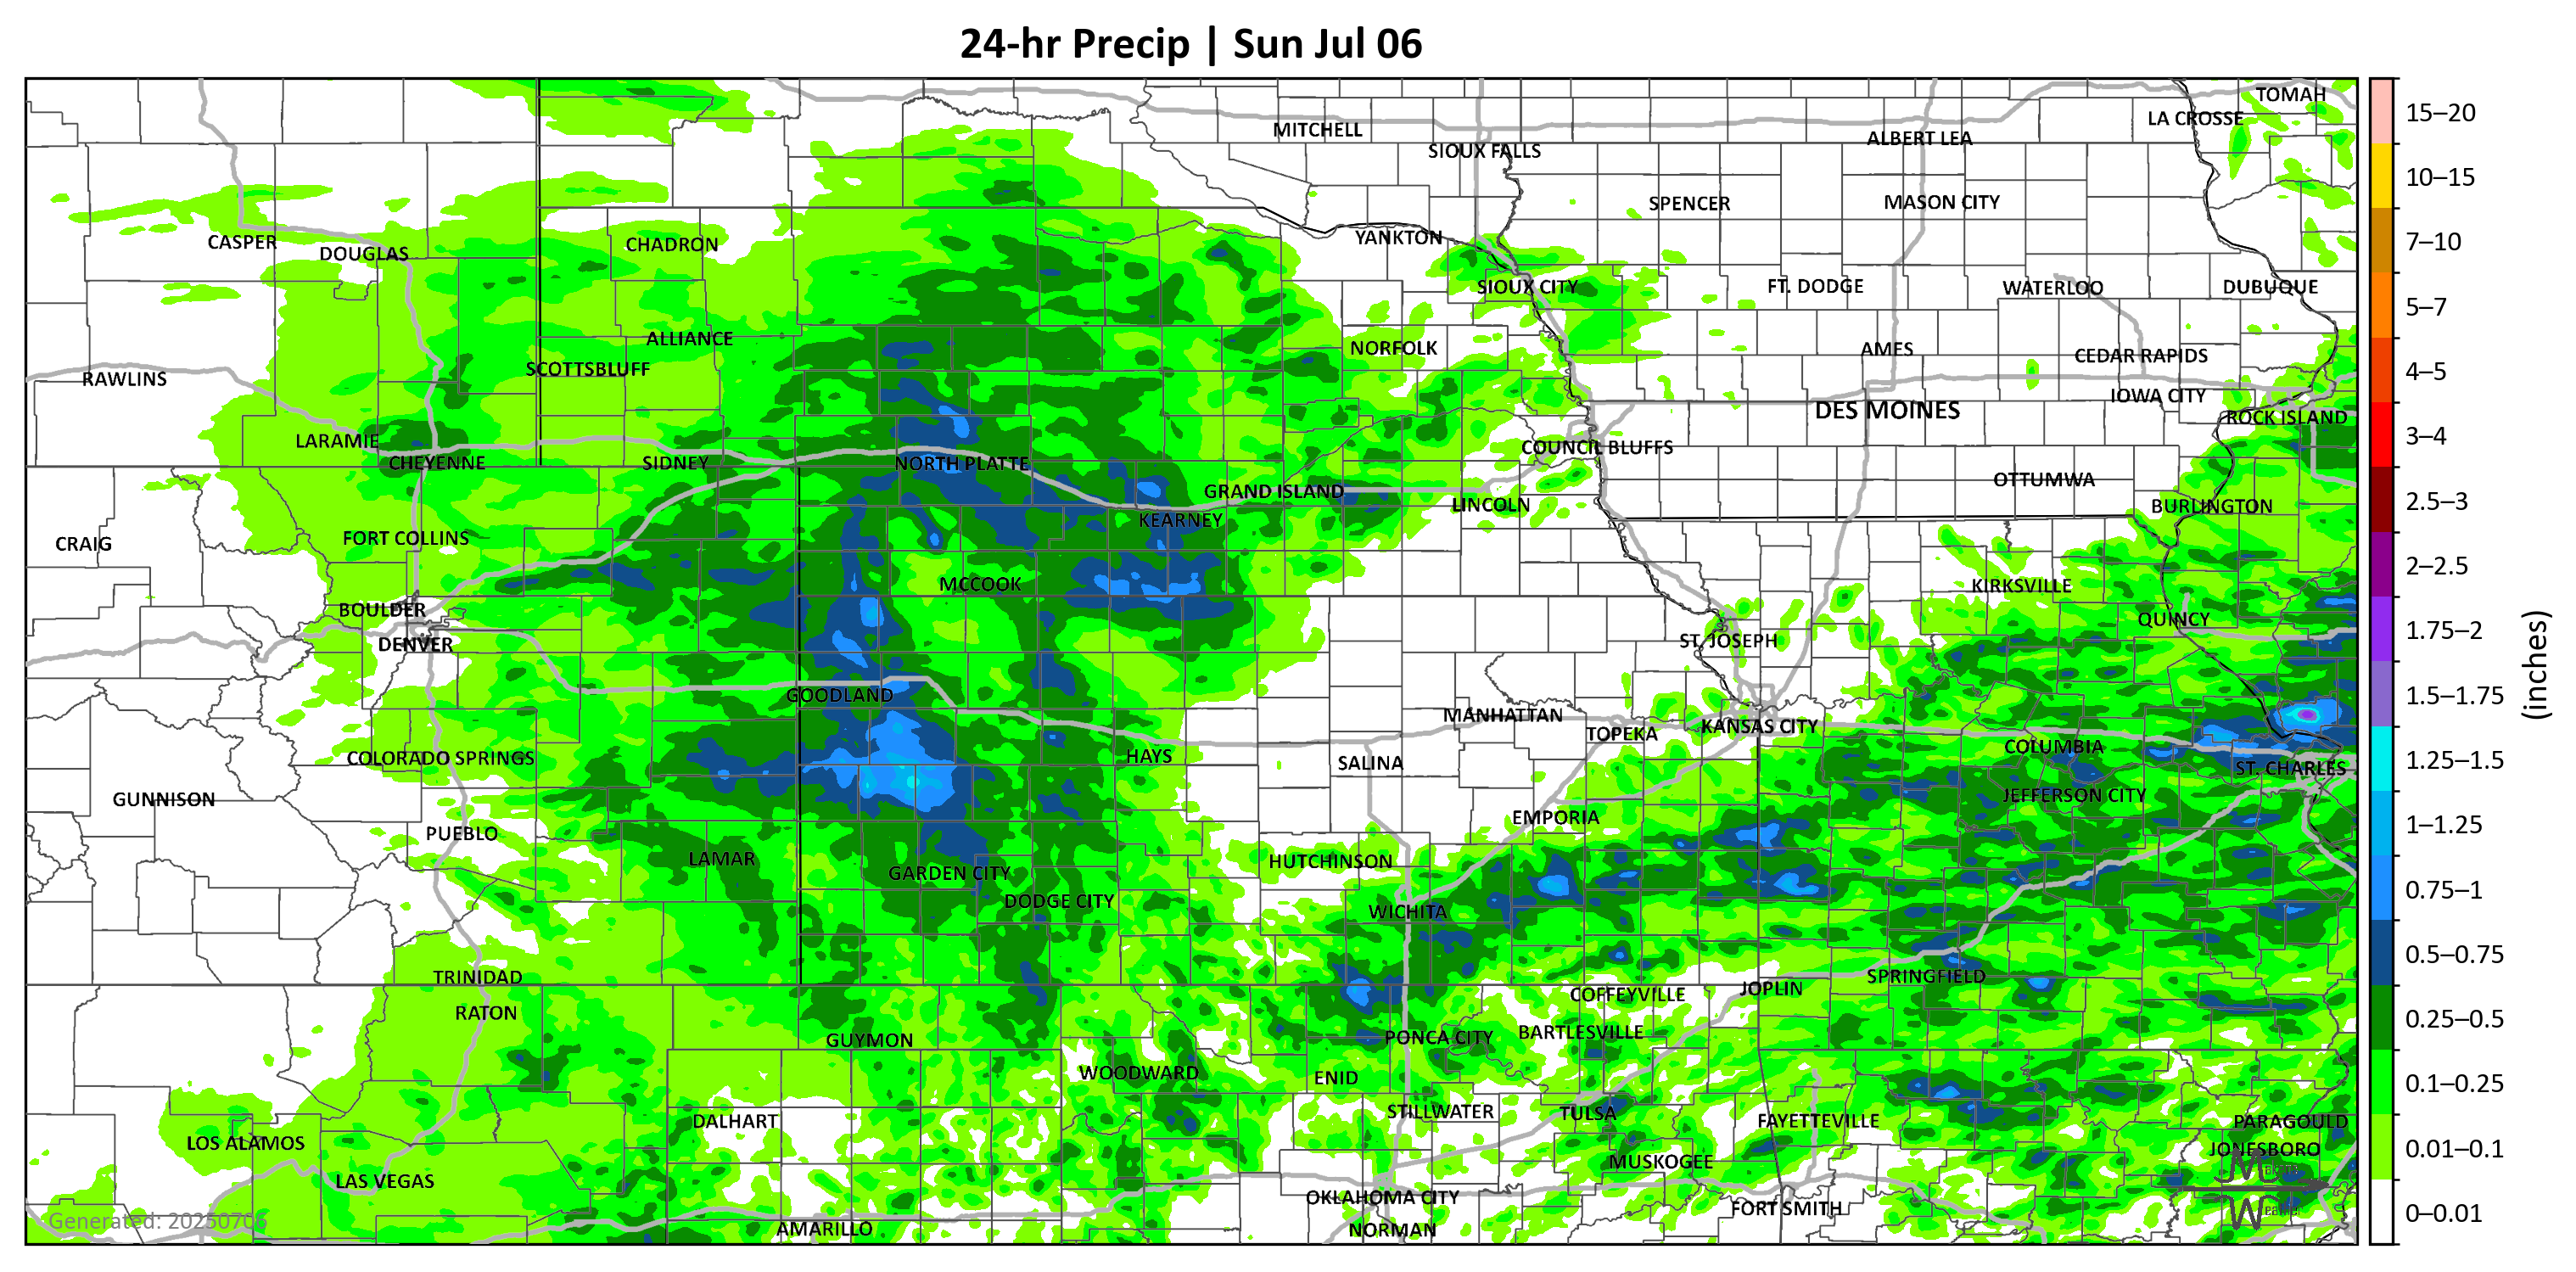 24-hr Precip | Sun Jul 06
TOMAH
LA CROSSE
MITCHELL
ALBERT LEA
SIOUX FALLS
SPENCER
MASON CITY
YANKTON
CASPER
CHADRON
DOUGLAS
SIOUX CITY
FT. DODGE
WATERLOO
DUBUQUE
ALLIANCE
NORFOLK
AMES
CEDAR RAPIDS
SCOTTSBLUFF
RAWLINS
IOWA CITY
DES MOINES
ROCK ISLAND
LARAMIE
COUNCIL BLUFFS
CHEYENNE
SIDNEY
NORTH PLATTE
OTTUMWA
GRAND ISLAND
LINCOLN
BURLINGTON
KEARNEY
FORT COLLINS
CRAIG
MCCOOK
KIRKSVILLE
BOULDER
QUINCY
DENVER
ST. JOSEPH
GOODLAND
MANHATTAN
KANSAS CITY
TOPEKA
COLUMBIA
HAYS
COLORADO SPRINGS
SALINA
ST. CHARLES
GUNNISON
JEFFERSON CITY
EMPORIA
PUEBLO
LAMAR
HUTCHINSON
GARDEN CITY
DODGE CITY
WICHITA
TRINIDAD
SPRINGFIELD
JOPLIN
COFFEYVILLE
RATON
BARTLESVILLE
GUYMON
PONCA CITY
WOODWARD
ENID
STILLWATER
TULSA
DALHART
FAYETTEVILLE
PARAGOULD
LOS ALAMOS
JONESBORO
MUSKOGEE
LAS VEGAS
OKLAHOMA CITY
FORT SMITH
AMARILLO
NORMAN
Generated: 20250706
15–20
10–15
7–10
5–7
4–5
3–4
2.5–3
2–2.5
1.75–2
1.5–1.75
1.25–1.5
1–1.25
0.75–1
0.5–0.75
0.25–0.5
0.1–0.25
0.01–0.1
0–0.01
(inches)